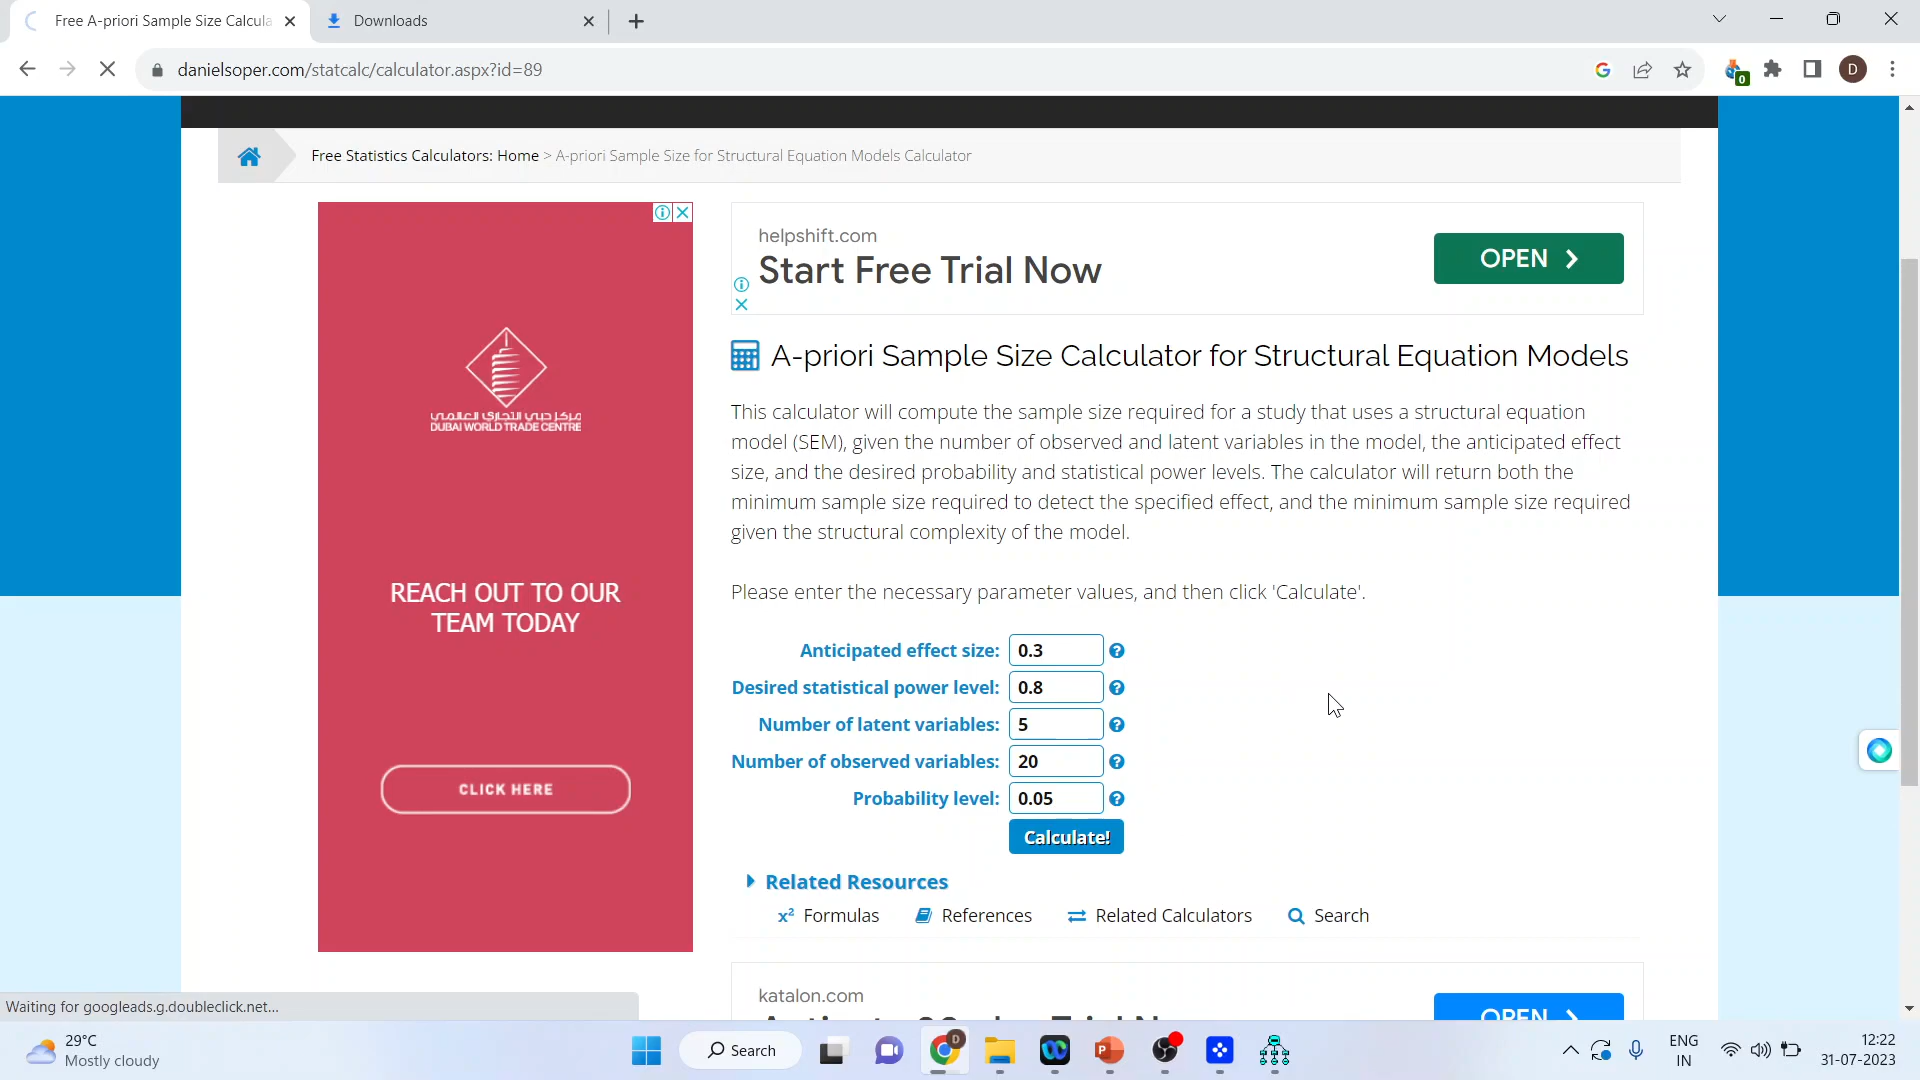 Free A-priori Sample Size Calcula
Downloads
danielsoper.com/statcalc/calculator.aspx?id=89
0
D
Free Statistics Calculators: Home > A-priori Sample Size for Structural Equation Models Calculator
helpshift.com
Start Free Trial Now
OPEN
مركز دبي التجاري العالمي
DUBAI WORLD TRADE CENTRE
REACH OUT TO OUR
TEAM TODAY
CLICK HERE
A-priori Sample Size Calculator for Structural Equation Models
This calculator will compute the sample size required for a study that uses a structural equation
model (SEM), given the number of observed and latent variables in the model, the anticipated effect
size, and the desired probability and statistical power levels. The calculator will return both the
minimum sample size required to detect the specified effect, and the minimum sample size required
given the structural complexity of the model.
Please enter the necessary parameter values, and then click 'Calculate'.
Anticipated effect size: 0.3
Desired statistical power level: 0.8
Number of latent variables: 5
Number of observed variables: 20
Probability level: 0.05
Calculate!
Related Resources
x² Formulas References Related Calculators Search
katalon.com
OPEN
Waiting for googleads.g.doubleclick.net...
29°C
Mostly cloudy
Search
D
ENG
IN
12:22
31-07-2023